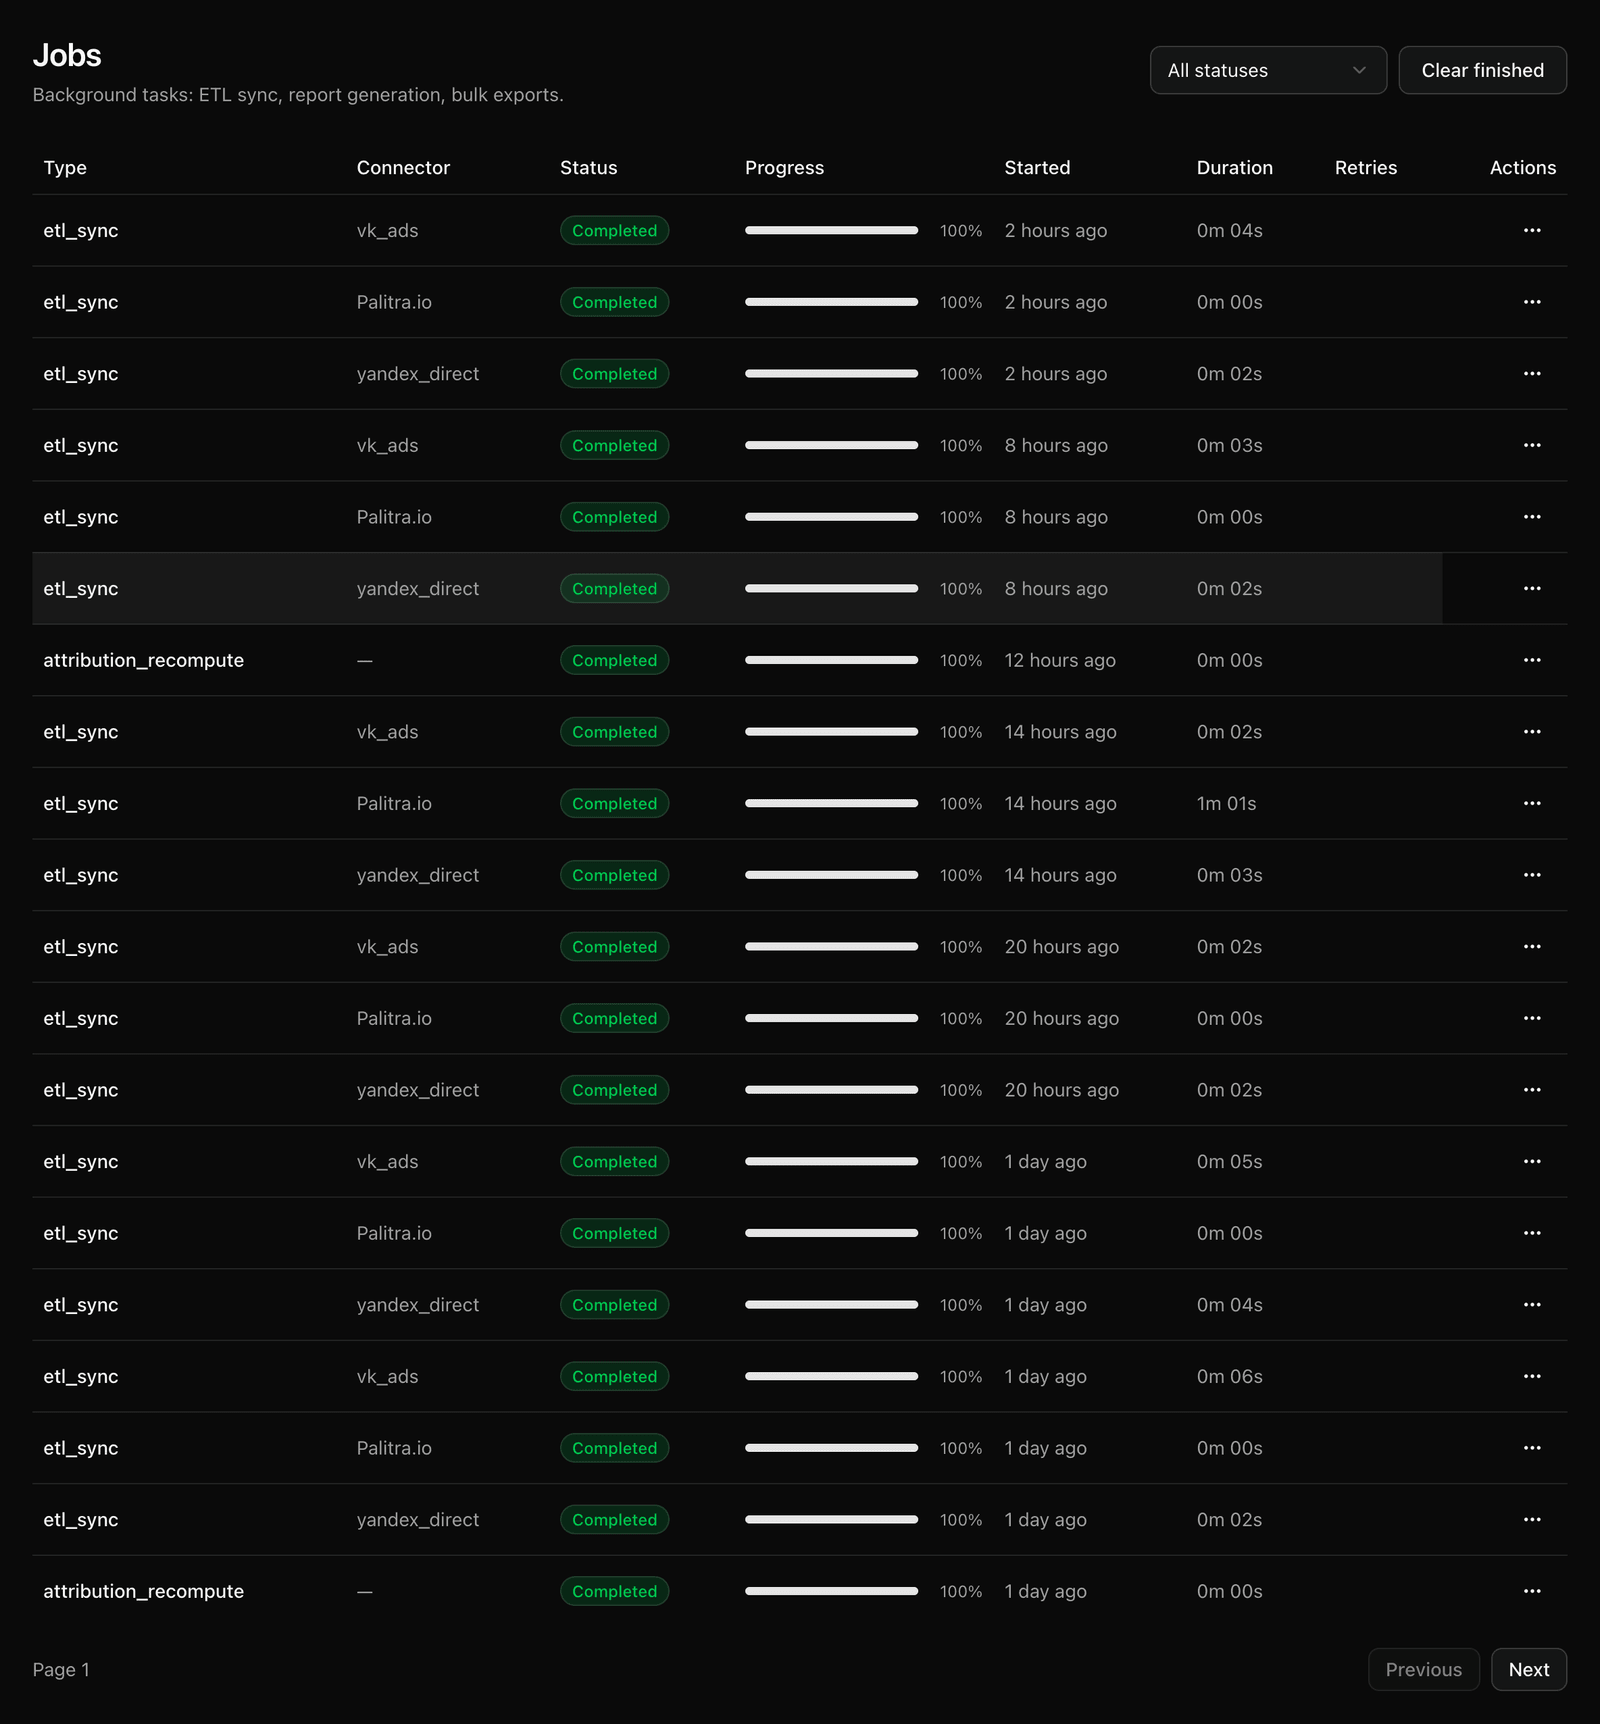 Jobs
Background tasks: ETL sync, report generation, bulk exports.
All statuses
Clear finished
Type Connector Status Progress Started Duration Retries Actions
etl_sync vk_ads Completed 100% 2 hours ago 0m 04s ···
etl_sync Palitra.io Completed 100% 2 hours ago 0m 00s ···
etl_sync yandex_direct Completed 100% 2 hours ago 0m 02s ···
etl_sync vk_ads Completed 100% 8 hours ago 0m 03s ···
etl_sync Palitra.io Completed 100% 8 hours ago 0m 00s ···
etl_sync yandex_direct Completed 100% 8 hours ago 0m 02s ···
attribution_recompute — Completed 100% 12 hours ago 0m 00s ···
etl_sync vk_ads Completed 100% 14 hours ago 0m 02s ···
etl_sync Palitra.io Completed 100% 14 hours ago 1m 01s ···
etl_sync yandex_direct Completed 100% 14 hours ago 0m 03s ···
etl_sync vk_ads Completed 100% 20 hours ago 0m 02s ···
etl_sync Palitra.io Completed 100% 20 hours ago 0m 00s ···
etl_sync yandex_direct Completed 100% 20 hours ago 0m 02s ···
etl_sync vk_ads Completed 100% 1 day ago 0m 05s ···
etl_sync Palitra.io Completed 100% 1 day ago 0m 00s ···
etl_sync yandex_direct Completed 100% 1 day ago 0m 04s ···
etl_sync vk_ads Completed 100% 1 day ago 0m 06s ···
etl_sync Palitra.io Completed 100% 1 day ago 0m 00s ···
etl_sync yandex_direct Completed 100% 1 day ago 0m 02s ···
attribution_recompute — Completed 100% 1 day ago 0m 00s ···
Page 1
Previous
Next